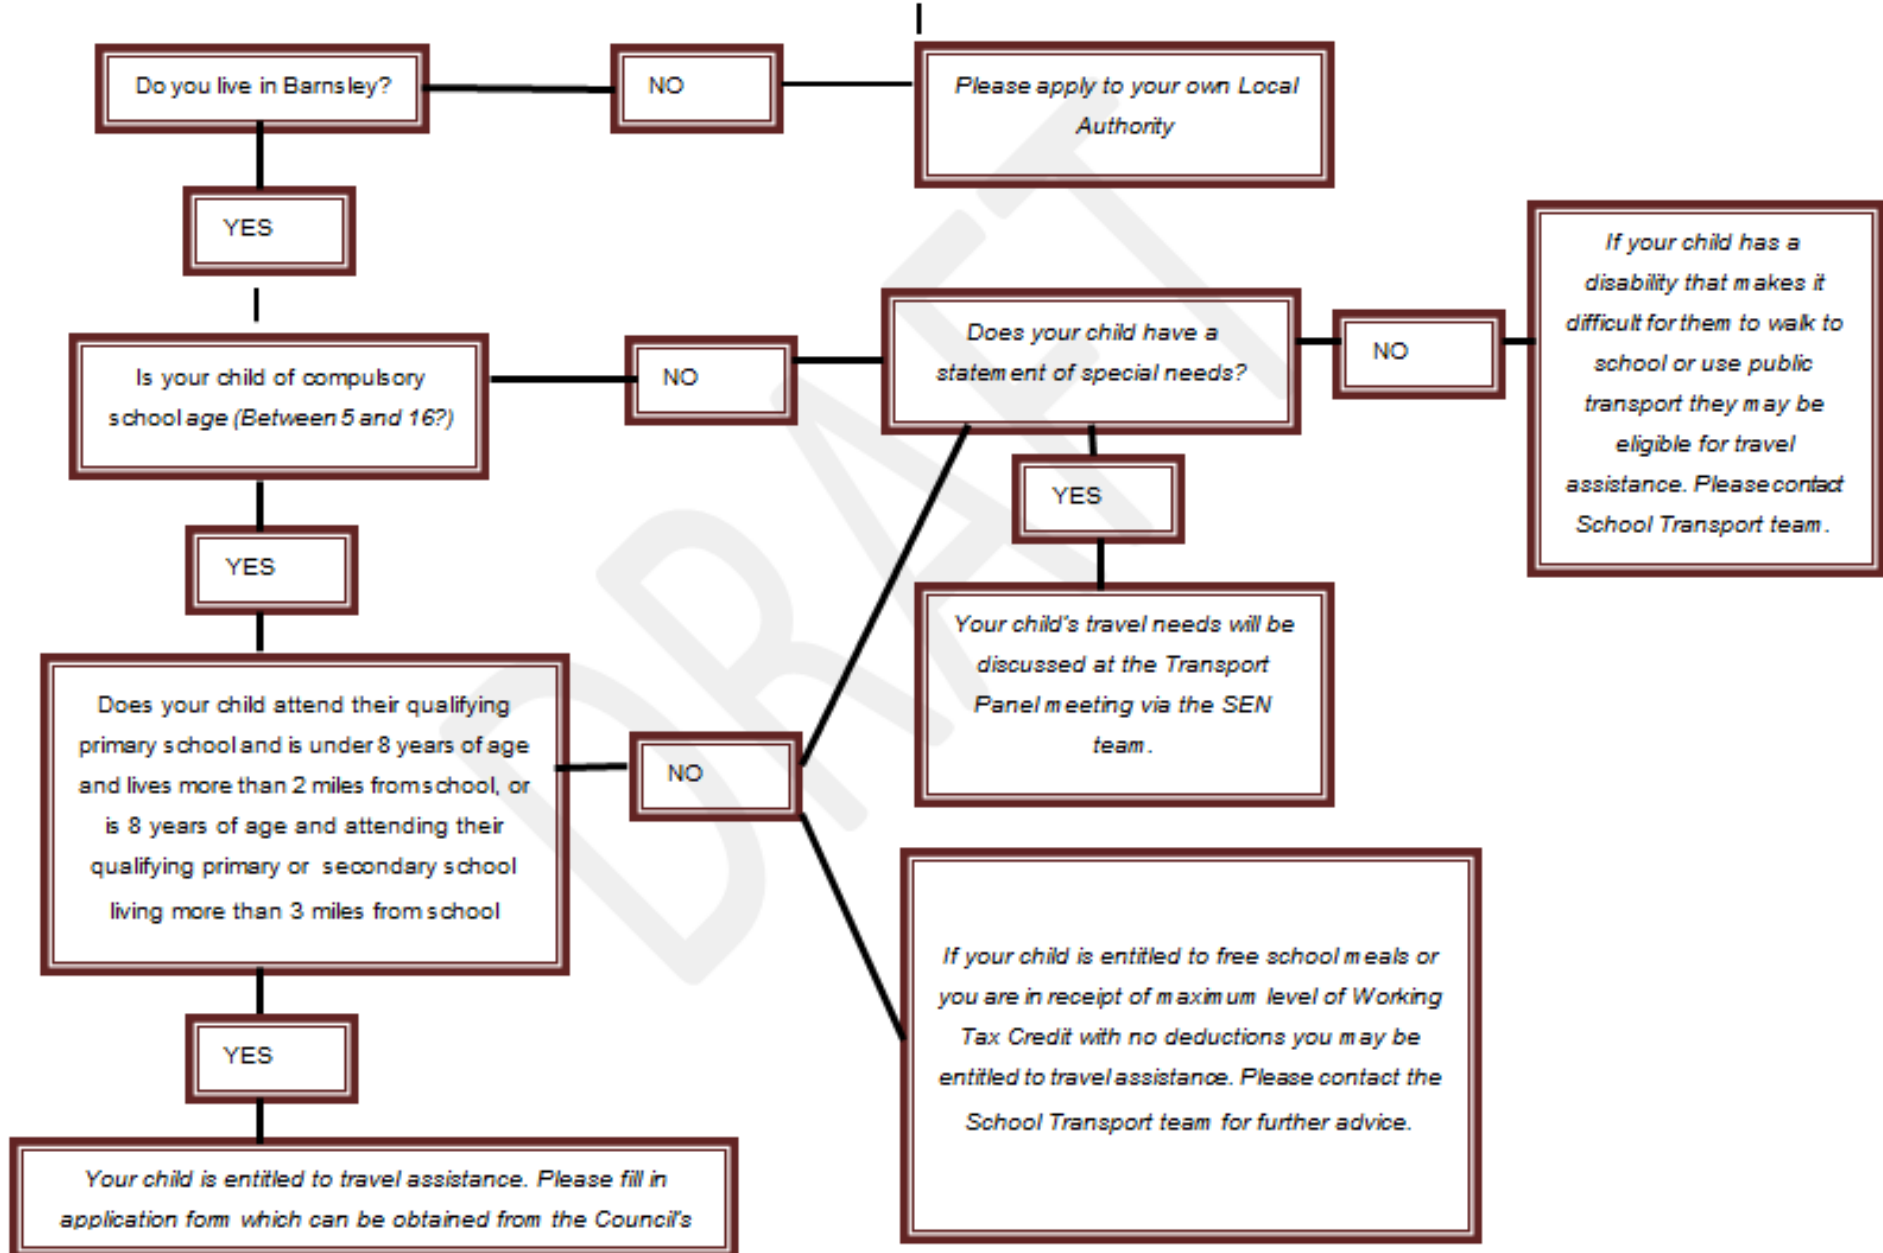 Do you live in Barnsley?
NO
Please apply to your own Local
Authority
YES
Is your child of compulsory
school age (Between 5 and 16?)
NO
Does your child have a
statement of special needs?
NO
If your child has a
disability that makes it
difficult for them to walk to
school or use public
transport they may be
eligible for travel
assistance. Please contact
School Transport team.
YES
Your child's travel needs will be
discussed at the Transport
Panel meeting via the SEN
team.
YES
Does your child attend their qualifying
primary school and is under 8 years of age
and lives more than 2 miles from school, or
is 8 years of age and attending their
qualifying primary or secondary school
living more than 3 miles from school
NO
If your child is entitled to free school meals or
you are in receipt of maximum level of Working
Tax Credit with no deductions you may be
entitled to travel assistance. Please contact the
School Transport team for further advice.
YES
Your child is entitled to travel assistance. Please fill in
application form which can be obtained from the Council's
DRAFT